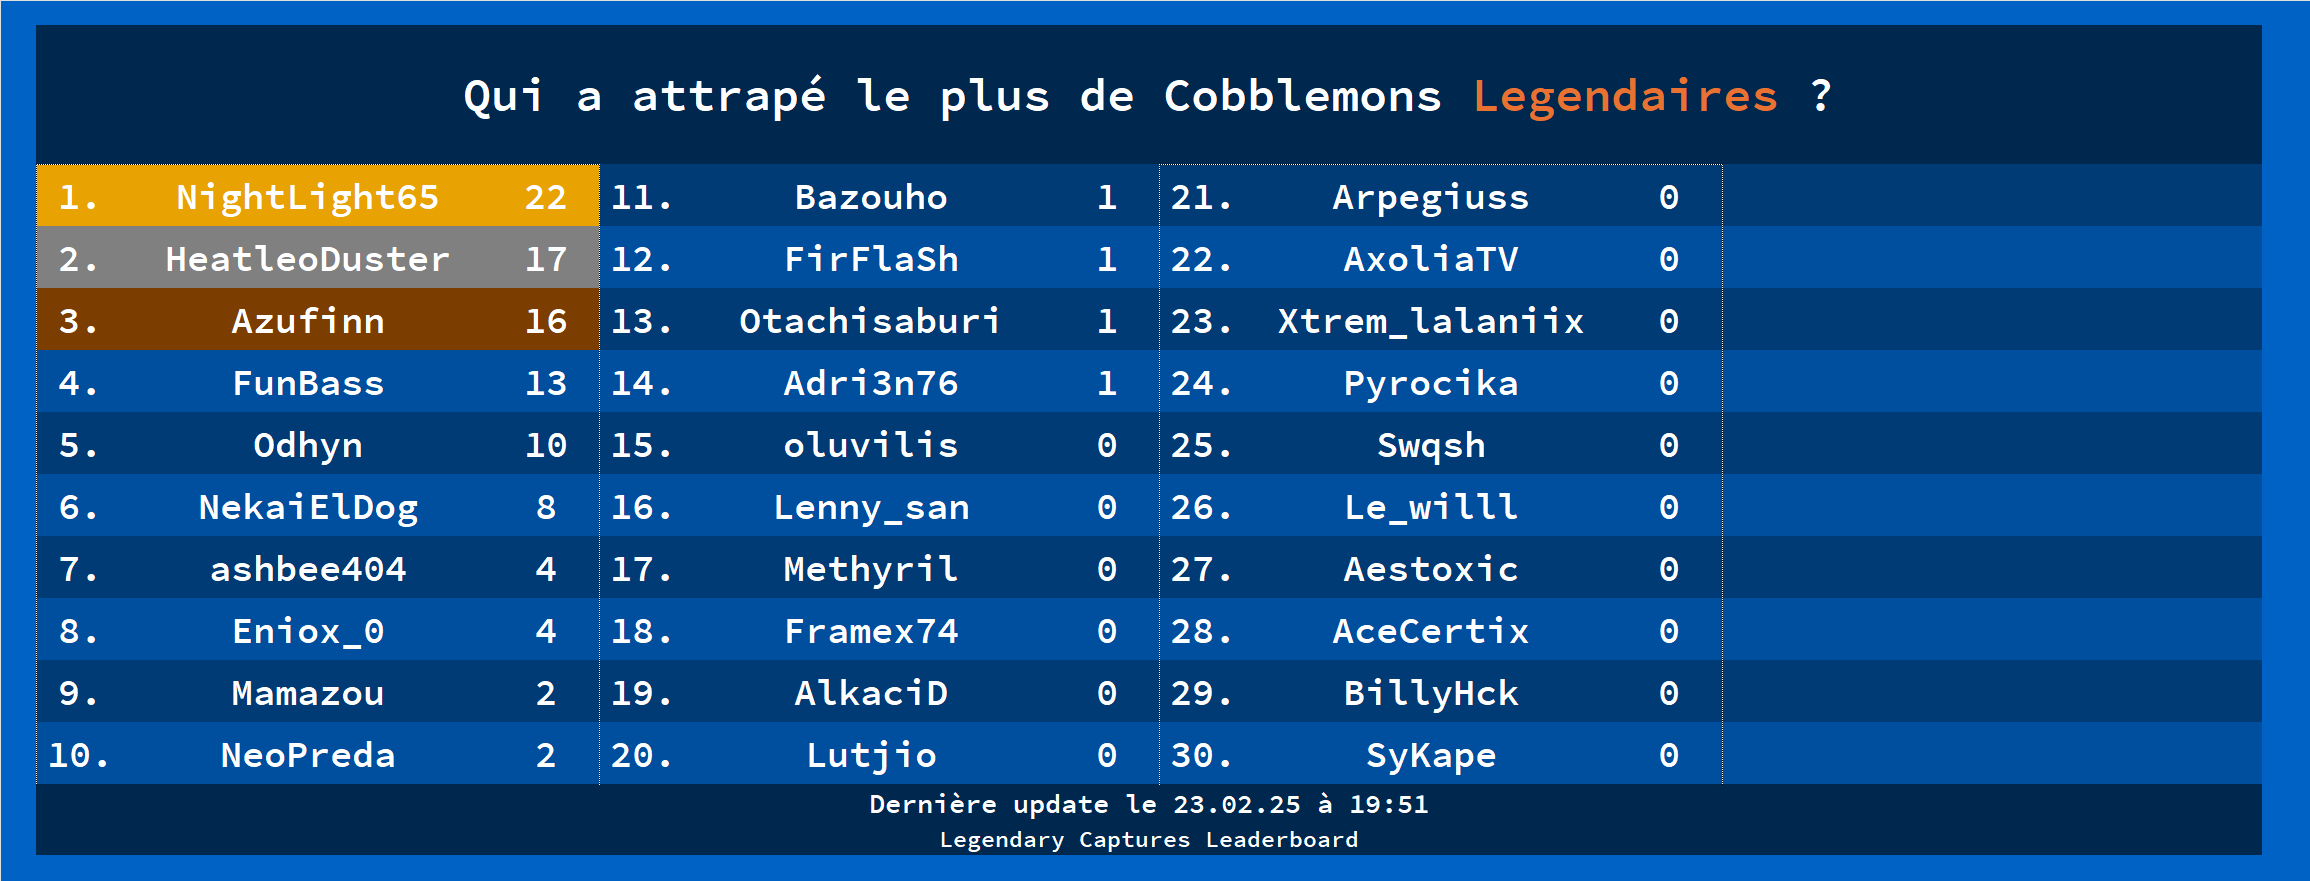 Qui a attrapé le plus de Cobblemons Legendaires ?
1. NightLight65 22
2. HeatleoDuster 17
3. Azufinn 16
4. FunBass 13
5. Odhyn 10
6. NekaiElDog 8
7. ashbee404 4
8. Eniox_0 4
9. Mamazou 2
10. NeoPreda 2
11. Bazouho 1
12. FirFlaSh 1
13. Otachisaburi 1
14. Adri3n76 1
15. oluvilis 0
16. Lenny_san 0
17. Methyril 0
18. Framex74 0
19. AlkaciD 0
20. Lutjio 0
21. Arpegiuss 0
22. AxoliaTV 0
23. Xtrem_lalaniix 0
24. Pyrocika 0
25. Swqsh 0
26. Le_willl 0
27. Aestoxic 0
28. AceCertix 0
29. BillyHck 0
30. SyKape 0
Dernière update le 23.02.25 à 19:51
Legendary Captures Leaderboard